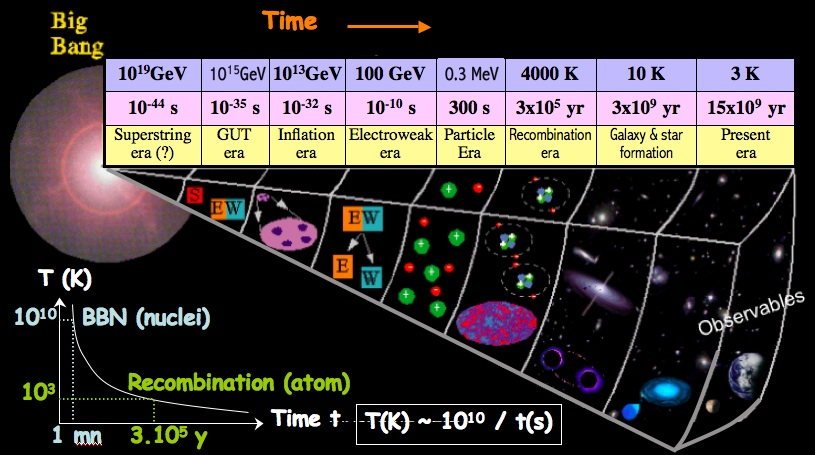 Big
Bang
Time
10¹⁹GeV 10¹⁵GeV 10¹³GeV 100 GeV 0.3 MeV 4000 K 10 K 3 K
10⁻⁴⁴ s 10⁻³⁵ s 10⁻³² s 10⁻¹⁰ s 300 s 3x10⁵ yr 3x10⁹ yr 15x10⁹ yr
Superstring GUT Inflation Electroweak Particle Recombination Galaxy & star Present
era (?) era era era Era era formation era
S
E W
E W
E
W
+
+
+
+
+
+
Observables
T (K)
10¹⁰ BBN (nuclei)
Recombination (atom)
10³
Time t
T(K) ~ 10¹⁰ / t(s)
1 mn 3.10⁵ y